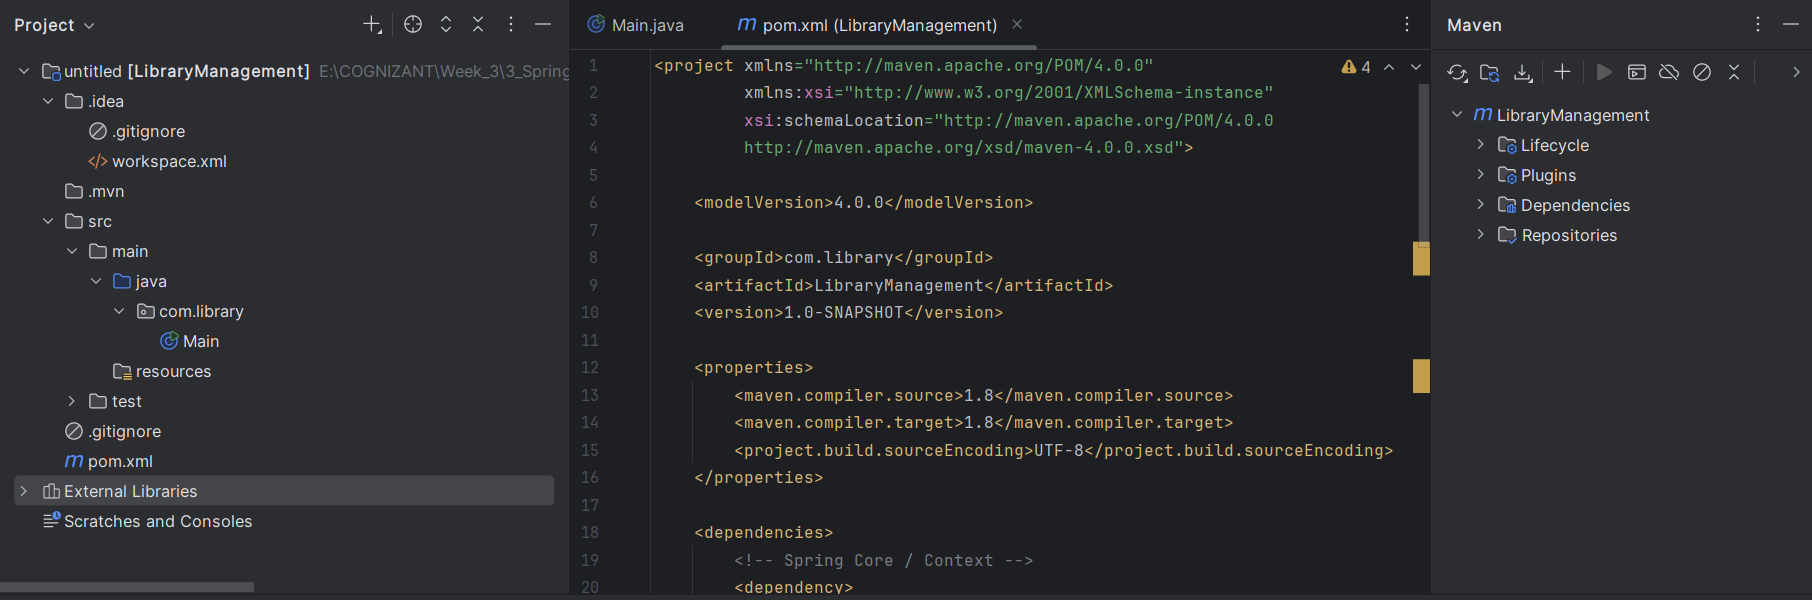 Project
untitled [LibraryManagement] E:\COGNIZANT\Week_3\3_Spring
.idea
.gitignore
workspace.xml
.mvn
src
main
java
com.library
Main
resources
test
.gitignore
pom.xml
External Libraries
Scratches and Consoles
Main.java
pom.xml (LibraryManagement)
4
1 <project xmlns="http://maven.apache.org/POM/4.0.0"
2 xmlns:xsi="http://www.w3.org/2001/XMLSchema-instance"
3 xsi:schemaLocation="http://maven.apache.org/POM/4.0.0
4 http://maven.apache.org/xsd/maven-4.0.0.xsd">
5
6 <modelVersion>4.0.0</modelVersion>
7
8 <groupId>com.library</groupId>
9 <artifactId>LibraryManagement</artifactId>
10 <version>1.0-SNAPSHOT</version>
11
12 <properties>
13 <maven.compiler.source>1.8</maven.compiler.source>
14 <maven.compiler.target>1.8</maven.compiler.target>
15 <project.build.sourceEncoding>UTF-8</project.build.sourceEncoding>
16 </properties>
17
18 <dependencies>
19 <!-- Spring Core / Context -->
20 <dependency>
Maven
LibraryManagement
Lifecycle
Plugins
Dependencies
Repositories